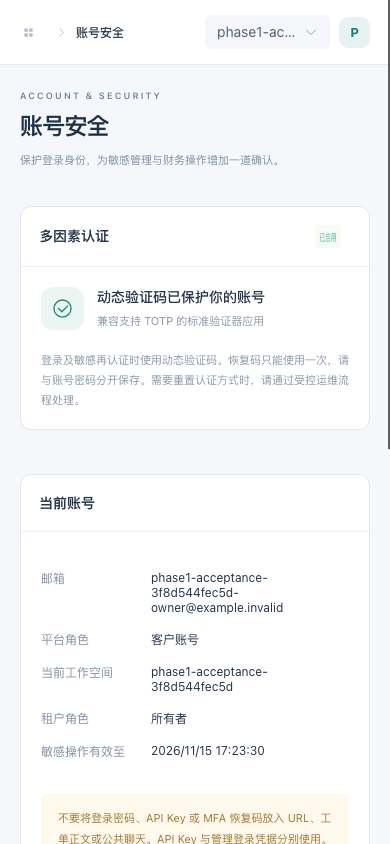 账号安全
phase1-ac...
P
ACCOUNT & SECURITY
账号安全
保护登录身份，为敏感管理与财务操作增加一道确认。
多因素认证
已启用
动态验证码已保护你的账号
兼容支持 TOTP 的标准验证器应用
登录及敏感再认证时使用动态验证码。恢复码只能使用一次，请
与账号密码分开保存。需要重置认证方式时，请通过受控运维流
程处理。
当前账号
邮箱
phase1-acceptance-
3f8d544fec5d-
owner@example.invalid
平台角色
客户账号
当前工作空间
phase1-acceptance-
3f8d544fec5d
租户角色
所有者
敏感操作有效至
2026/11/15 17:23:30
不要将登录密码、API Key 或 MFA 恢复码放入 URL、工
单正文或公共聊天。API Key 与管理登录凭据分别使用。